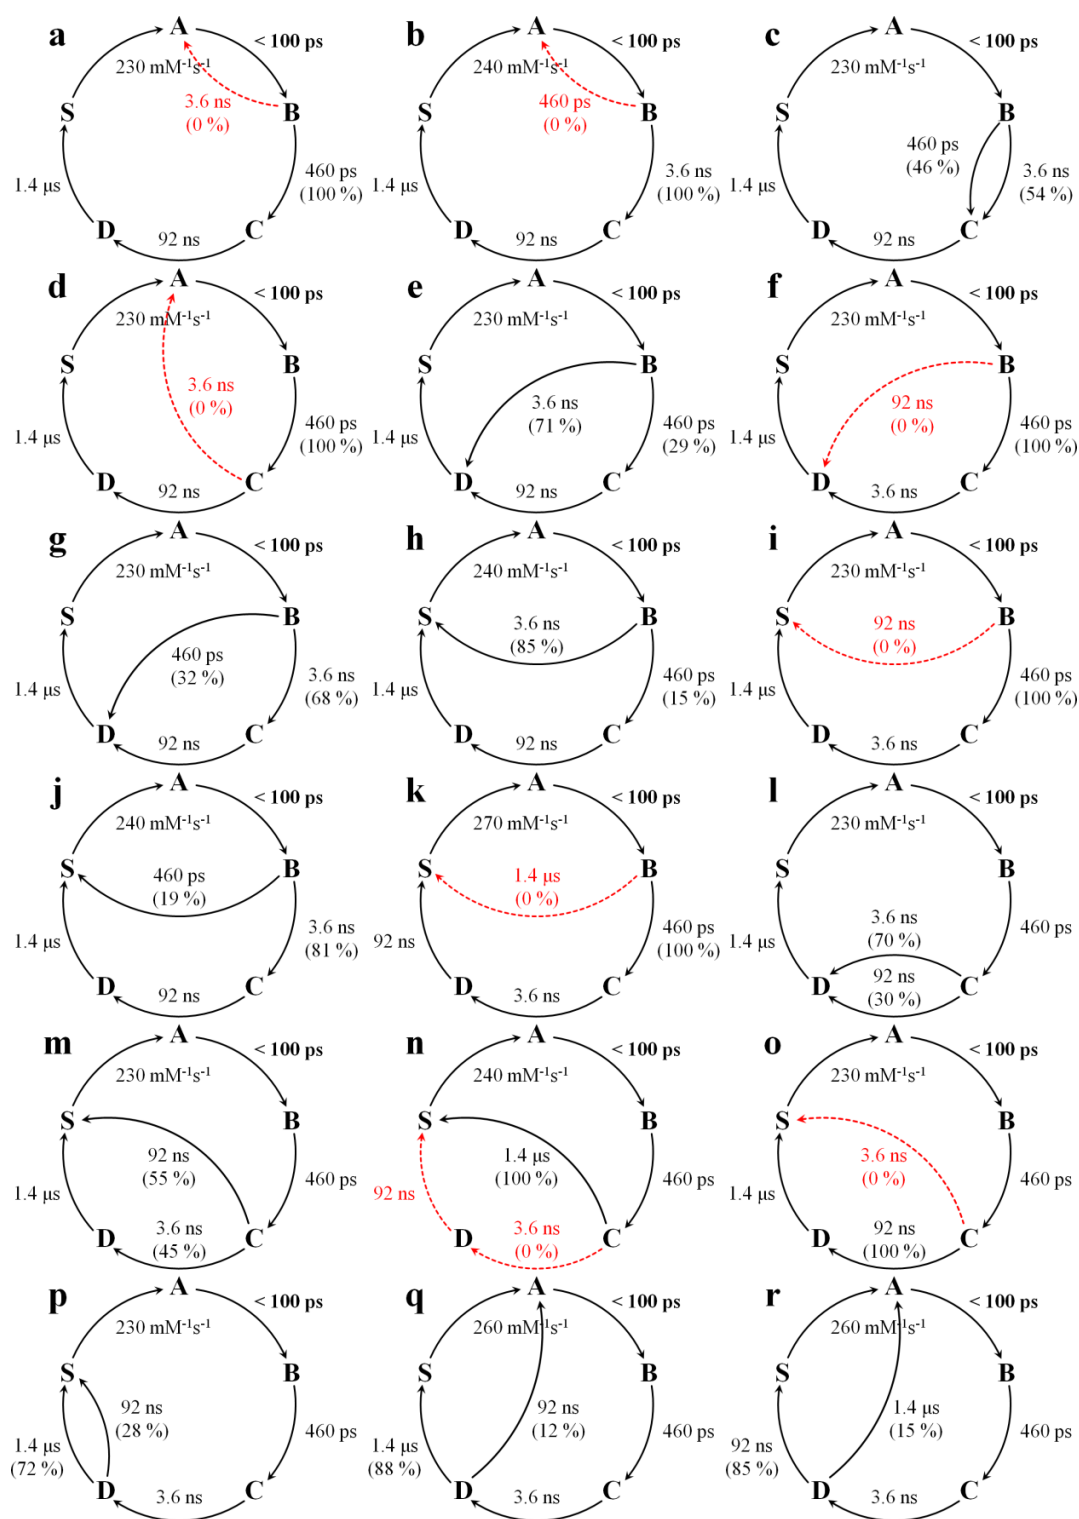 a
A
< 100 ps
230 mM⁻¹s⁻¹
3.6 ns
(0 %)
S
B
1.4 μs
460 ps
(100 %)
D
C
92 ns
b
A
< 100 ps
240 mM⁻¹s⁻¹
460 ps
(0 %)
S
B
1.4 μs
3.6 ns
(100 %)
D
C
92 ns
c
A
< 100 ps
230 mM⁻¹s⁻¹
S
B
460 ps
(46 %)
3.6 ns
(54 %)
1.4 μs
D
C
92 ns
d
A
< 100 ps
230 mM⁻¹s⁻¹
S
B
3.6 ns
(0 %)
1.4 μs
460 ps
(100 %)
D
C
92 ns
e
A
< 100 ps
230 mM⁻¹s⁻¹
S
B
3.6 ns
(71 %)
1.4 μs
460 ps
(29 %)
D
C
92 ns
f
A
< 100 ps
230 mM⁻¹s⁻¹
S
B
92 ns
(0 %)
1.4 μs
460 ps
(100 %)
D
C
3.6 ns
g
A
< 100 ps
230 mM⁻¹s⁻¹
S
B
460 ps
(32 %)
1.4 μs
3.6 ns
(68 %)
D
C
92 ns
h
A
< 100 ps
240 mM⁻¹s⁻¹
S
B
3.6 ns
(85 %)
1.4 μs
460 ps
(15 %)
D
C
92 ns
i
A
< 100 ps
230 mM⁻¹s⁻¹
S
B
92 ns
(0 %)
1.4 μs
460 ps
(100 %)
D
C
3.6 ns
j
A
< 100 ps
240 mM⁻¹s⁻¹
S
B
460 ps
(19 %)
1.4 μs
3.6 ns
(81 %)
D
C
92 ns
k
A
< 100 ps
270 mM⁻¹s⁻¹
S
B
1.4 μs
(0 %)
92 ns
460 ps
(100 %)
D
C
3.6 ns
l
A
< 100 ps
230 mM⁻¹s⁻¹
S
B
3.6 ns
(70 %)
1.4 μs
460 ps
92 ns
(30 %)
D
C
m
A
< 100 ps
230 mM⁻¹s⁻¹
S
B
92 ns
(55 %)
1.4 μs
460 ps
3.6 ns
(45 %)
D
C
n
A
< 100 ps
240 mM⁻¹s⁻¹
S
B
1.4 μs
(100 %)
92 ns
460 ps
3.6 ns
(0 %)
D
C
o
A
< 100 ps
230 mM⁻¹s⁻¹
S
B
3.6 ns
(0 %)
1.4 μs
460 ps
92 ns
(100 %)
D
C
p
A
< 100 ps
230 mM⁻¹s⁻¹
S
B
92 ns
(28 %)
1.4 μs
(72 %)
460 ps
D
C
3.6 ns
q
A
< 100 ps
260 mM⁻¹s⁻¹
S
B
92 ns
(12 %)
1.4 μs
(88 %)
460 ps
D
C
3.6 ns
r
A
< 100 ps
260 mM⁻¹s⁻¹
S
B
1.4 μs
(15 %)
92 ns
(85 %)
460 ps
D
C
3.6 ns